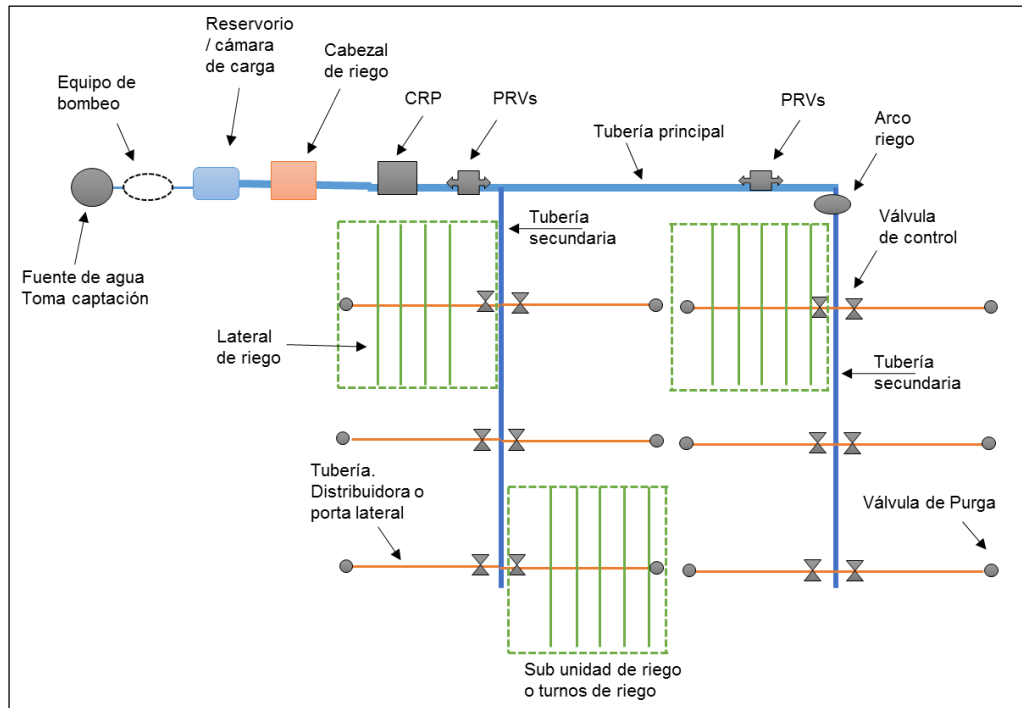 Reservorio
/ cámara
de carga
Cabezal
de riego
Equipo de
bombeo
CRP
PRVs
PRVs
Tubería principal
Arco
riego
Fuente de agua
Toma captación
Tubería
secundaria
Válvula
de control
Lateral
de riego
Tubería
secundaria
Tubería.
Distribuidora o
porta lateral
Válvula de Purga
Sub unidad de riego
o turnos de riego